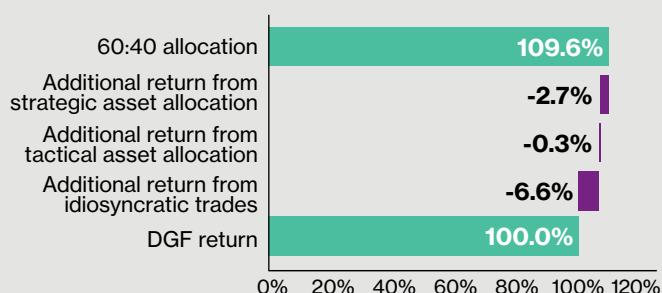 60:40 allocation
109.6%
Additional return from
strategic asset allocation
-2.7%
Additional return from
tactical asset allocation
-0.3%
Additional return from
idiosyncratic trades
-6.6%
DGF return
100.0%
0% 20% 40% 60% 80% 100% 120%